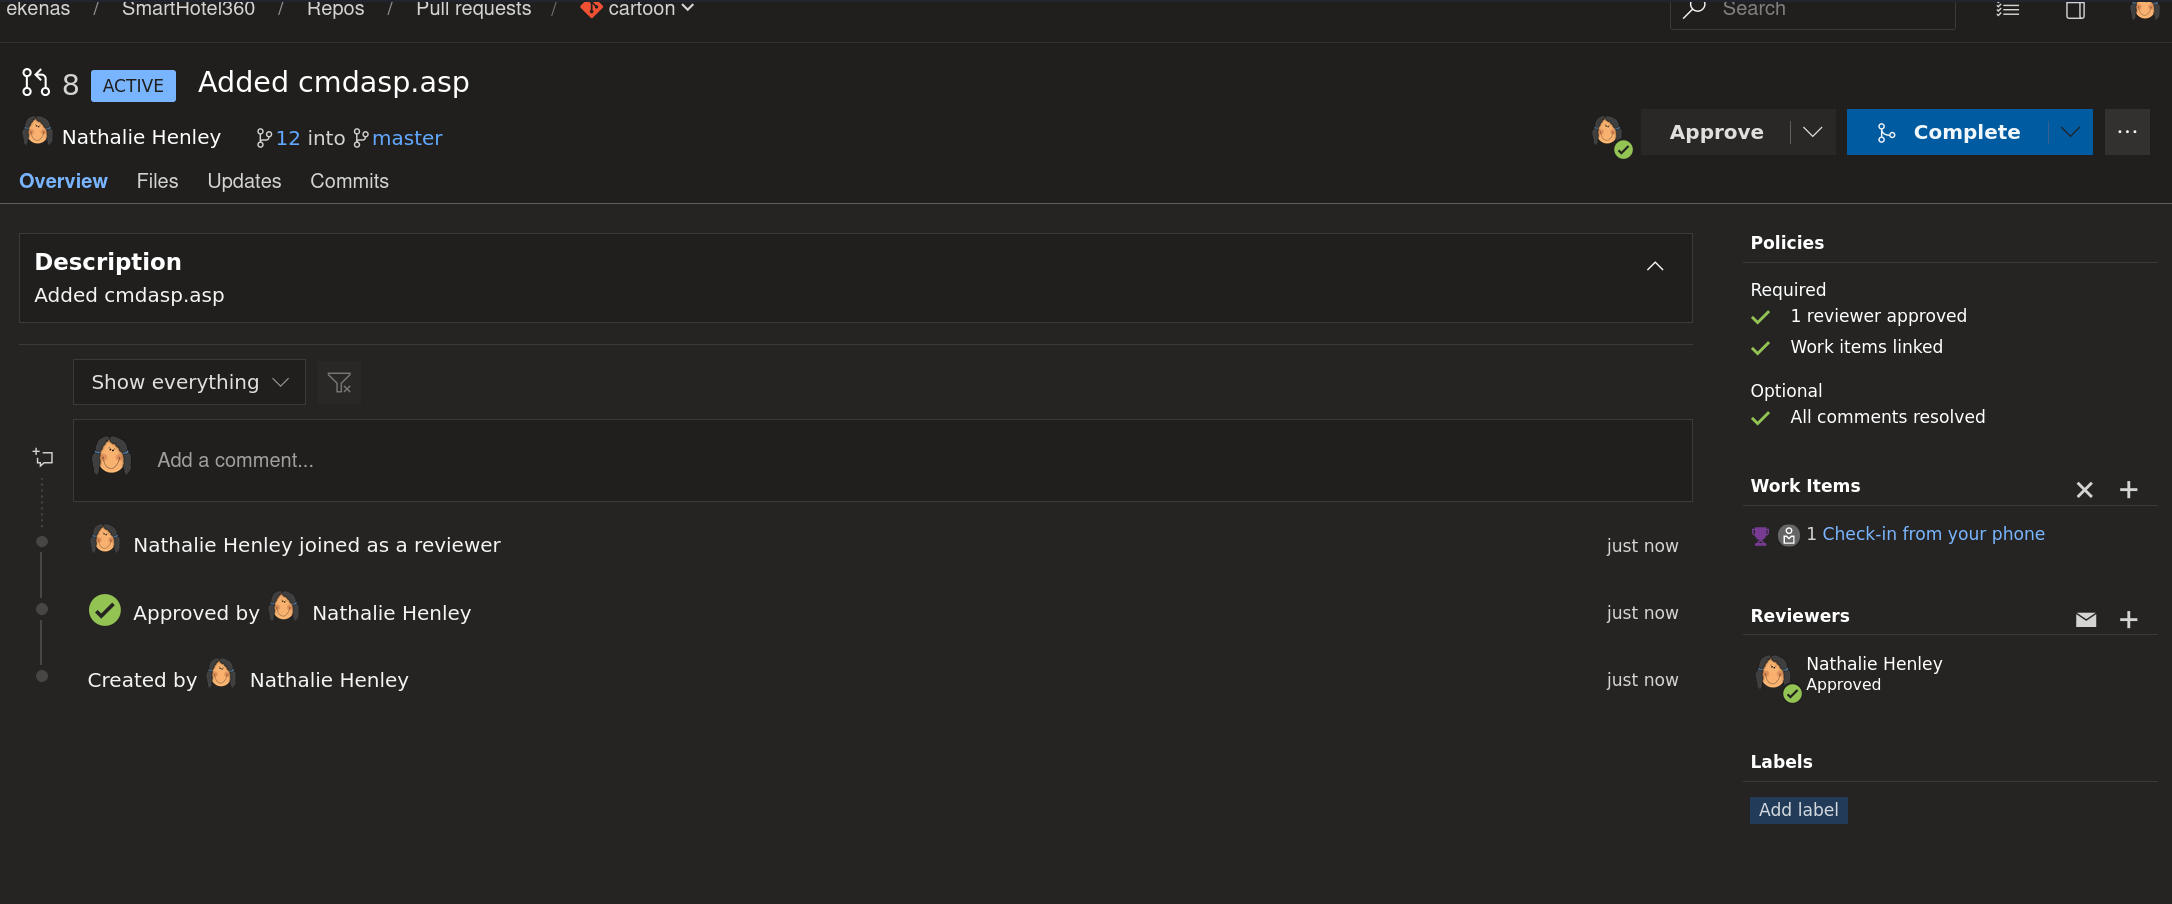 ekenas / SmartHotel360 / Repos / Pull requests / cartoon
Search
8 ACTIVE Added cmdasp.asp
Nathalie Henley 12 into master
Approve
Complete
Overview Files Updates Commits
Description
Added cmdasp.asp
Show everything
Add a comment...
Nathalie Henley joined as a reviewer just now
Approved by Nathalie Henley just now
Created by Nathalie Henley just now
Policies
Required
1 reviewer approved
Work items linked
Optional
All comments resolved
Work Items
1 Check-in from your phone
Reviewers
Nathalie Henley
Approved
Labels
Add label